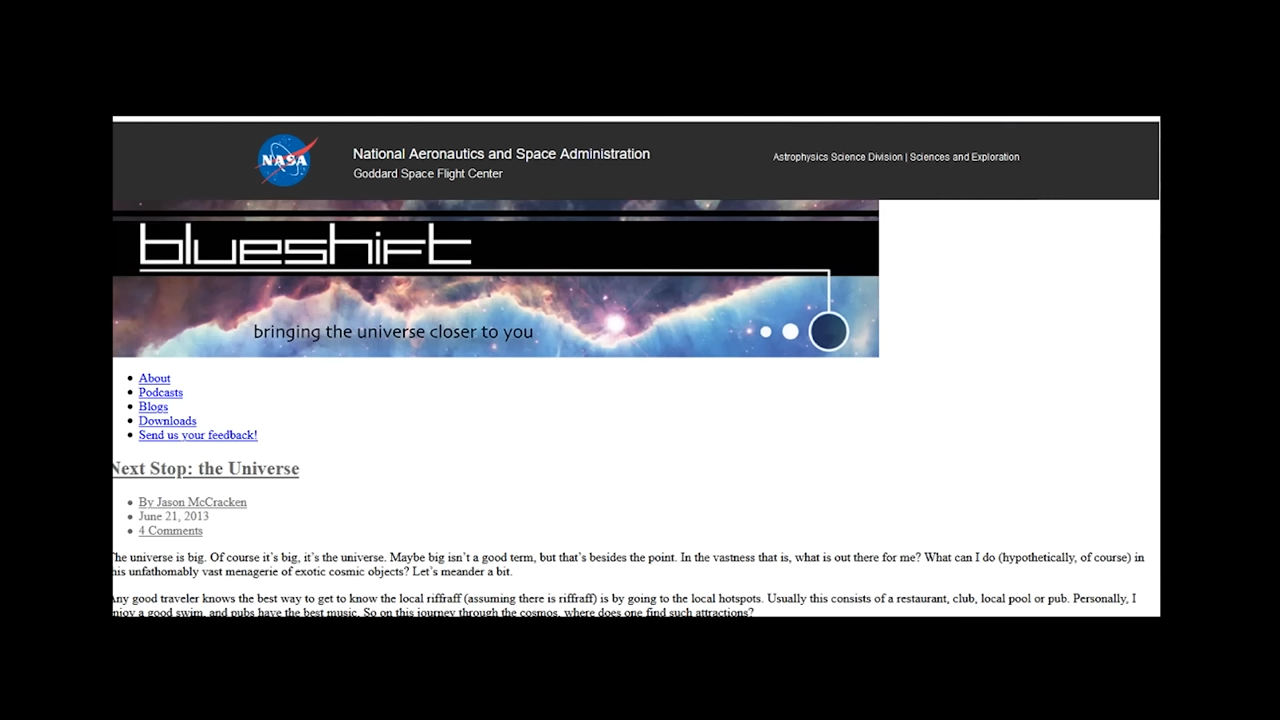 NASA
National Aeronautics and Space Administration
Goddard Space Flight Center
Astrophysics Science Division | Sciences and Exploration
blueshift
bringing the universe closer to you
About
Podcasts
Blogs
Downloads
Send us your feedback!
Next Stop: the Universe
By Jason McCracken
June 21, 2013
4 Comments
The universe is big. Of course it's big, it's the universe. Maybe big isn't a good term, but that's besides the point. In the vastness that is, what is out there for me? What can I do (hypothetically, of course) in
this unfathomably vast menagerie of exotic cosmic objects? Let's meander a bit.
Any good traveler knows the best way to get to know the local riffraff (assuming there is riffraff) is by going to the local hotspots. Usually this consists of a restaurant, club, local pool or pub. Personally, I
enjoy a good swim, and pubs have the best music. So on this journey through the cosmos, where does one find such attractions?